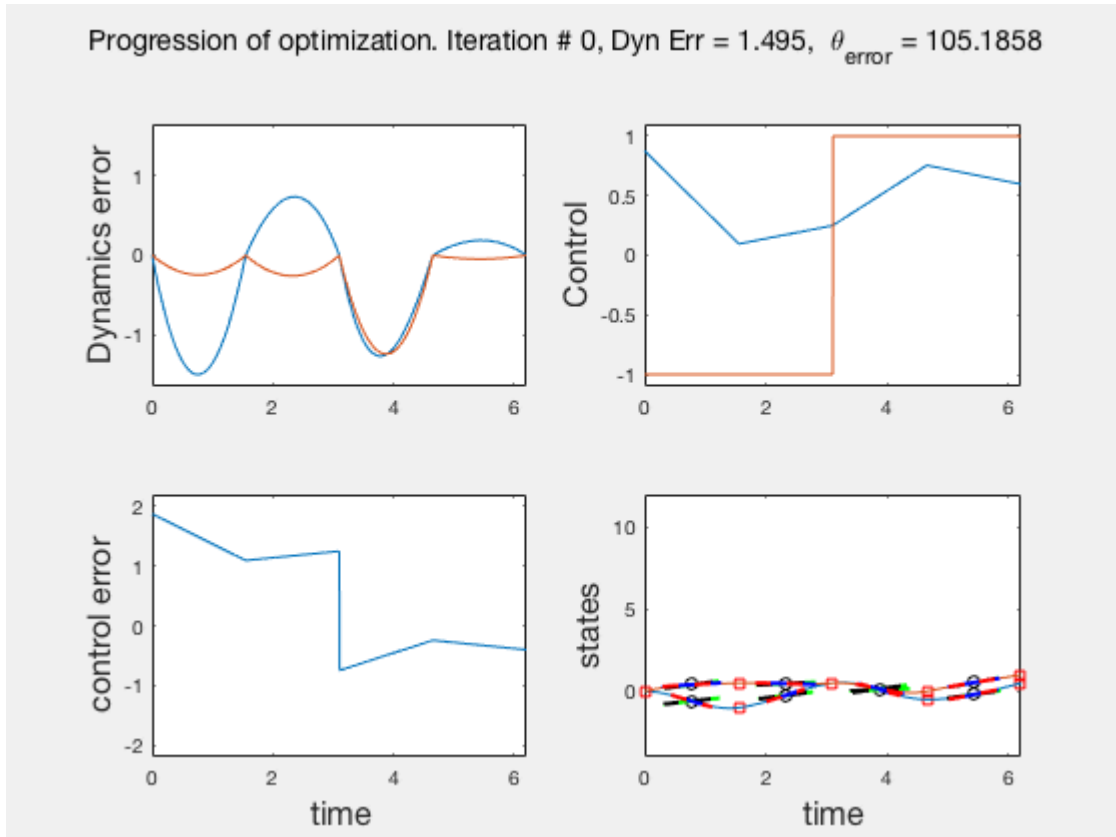 Progression of optimization. Iteration # 0, Dyn Err = 1.495, θ_error = 105.1858
Dynamics error
1
0
-1
0 2 4 6
Control
1
0.5
0
-0.5
-1
0 2 4 6
control error
2
1
0
-1
-2
0 2 4 6
time
states
10
5
0
0 2 4 6
time